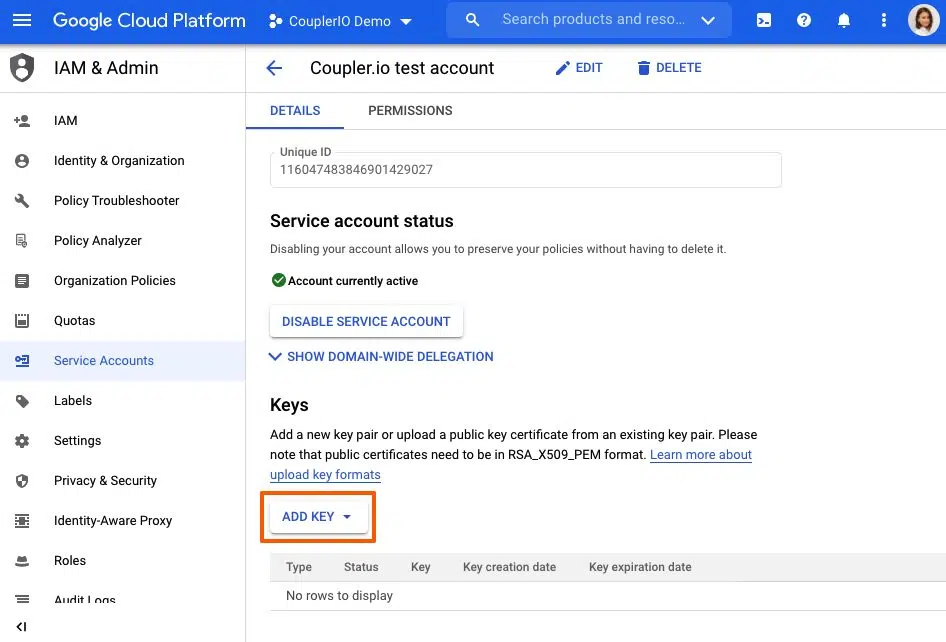 Google Cloud Platform
CouplerIO Demo
Search products and reso...
IAM & Admin
Coupler.io test account
EDIT
DELETE
DETAILS
PERMISSIONS
IAM
Identity & Organization
Policy Troubleshooter
Policy Analyzer
Organization Policies
Quotas
Service Accounts
Labels
Settings
Privacy & Security
Identity-Aware Proxy
Roles
Audit Logs
Unique ID
116047483846901429027
Service account status
Disabling your account allows you to preserve your policies without having to delete it.
Account currently active
DISABLE SERVICE ACCOUNT
SHOW DOMAIN-WIDE DELEGATION
Keys
Add a new key pair or upload a public key certificate from an existing key pair. Please
note that public certificates need to be in RSA_X509_PEM format. Learn more about
upload key formats
ADD KEY
Type Status Key Key creation date Key expiration date
No rows to display